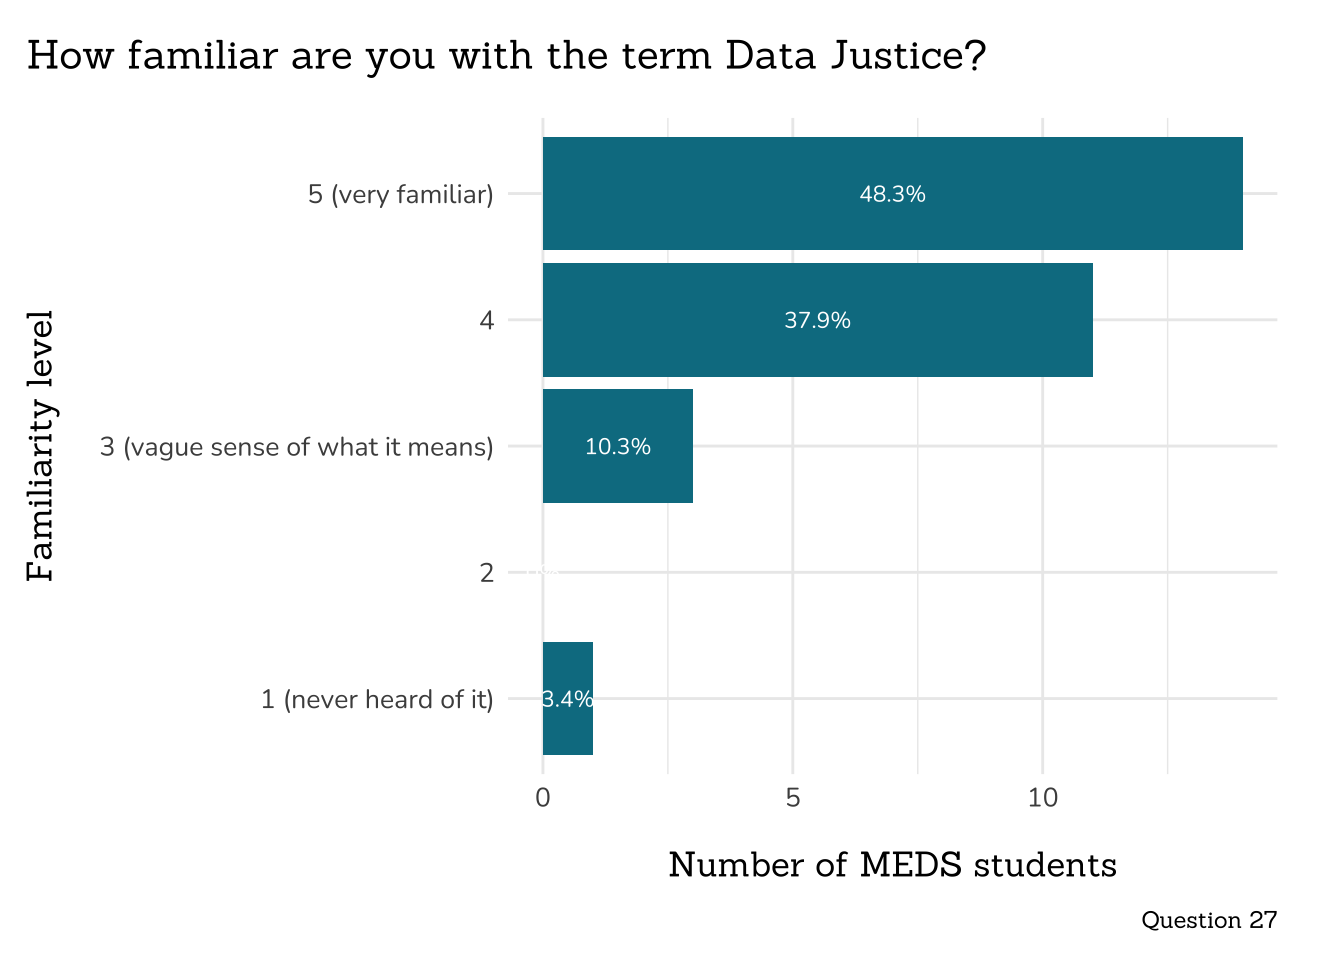 How familiar are you with the term Data Justice?
Familiarity level
5 (very familiar)
48.3%
4
37.9%
3 (vague sense of what it means)
10.3%
2
1 (never heard of it)
3.4%
0 5 10
Number of MEDS students
Question 27